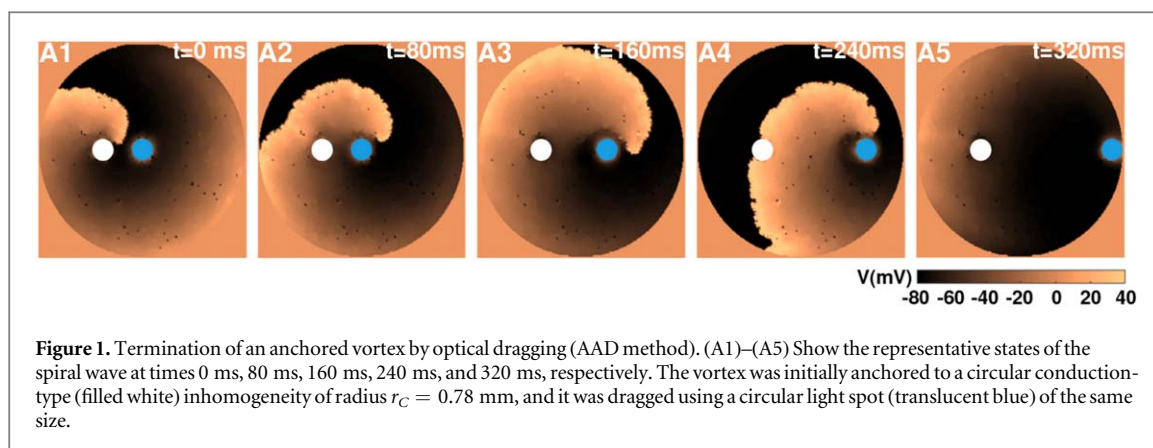 A1 t=0 ms A2 t=80ms A3 t=160ms A4 t=240ms A5 t=320ms
V(mV)
-80 -60 -40 -20 0 20 40
Figure 1. Termination of an anchored vortex by optical dragging (AAD method). (A1)–(A5) Show the representative states of the
spiral wave at times 0 ms, 80 ms, 160 ms, 240 ms, and 320 ms, respectively. The vortex was initially anchored to a circular conduction-
type (filled white) inhomogeneity of radius r_C = 0.78 mm, and it was dragged using a circular light spot (translucent blue) of the same
size.